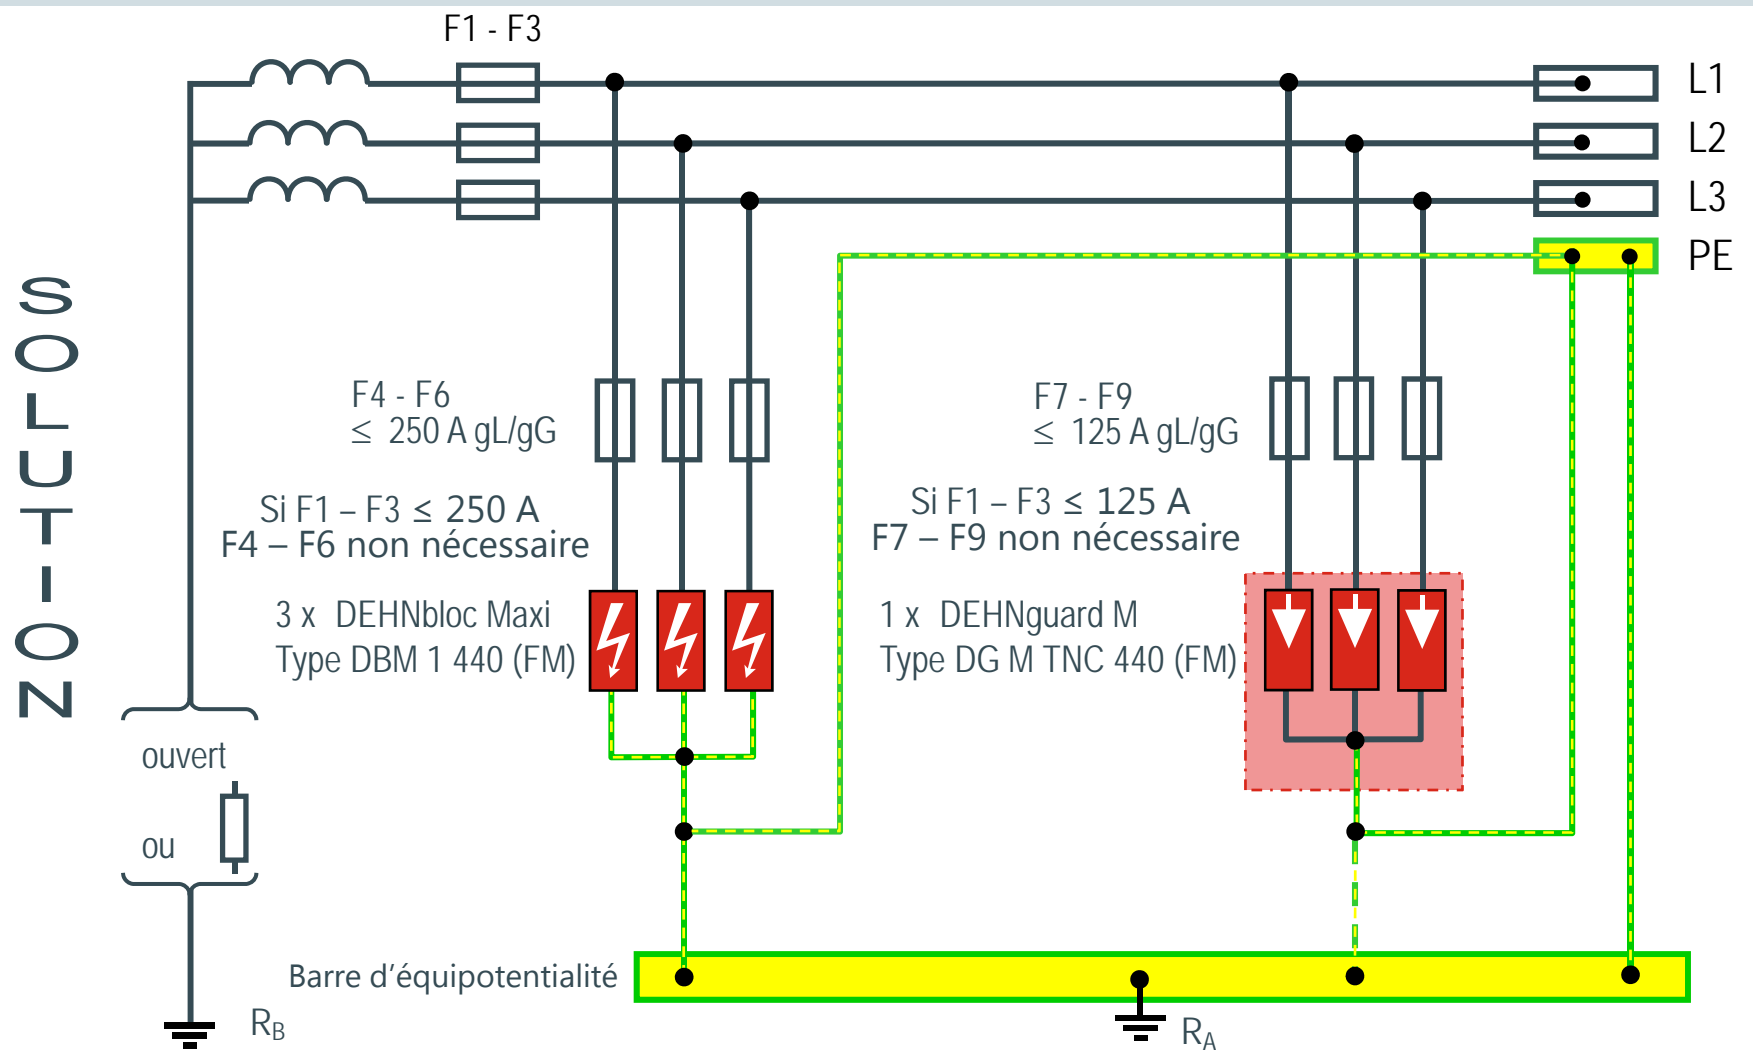 F1 - F3
L1
L2
L3
PE
SOLUTION
F4 - F6
≤ 250 A gL/gG
Si F1 – F3 ≤ 250 A
F4 – F6 non nécessaire
3 x DEHNbloc Maxi
Type DBM 1 440 (FM)
F7 - F9
≤ 125 A gL/gG
Si F1 – F3 ≤ 125 A
F7 – F9 non nécessaire
1 x DEHNguard M
Type DG M TNC 440 (FM)
ouvert
ou
Barre d'équipotentialité
RB
RA